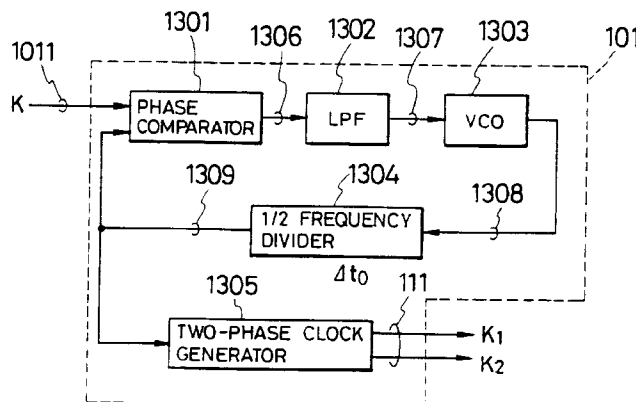 1301
1011
1306
1302
1307
1303
101
K
PHASE
COMPARATOR
LPF
VCO
1309
1304
1308
1/2 FREQUENCY
DIVIDER
Δt₀
1305
111
TWO-PHASE CLOCK
GENERATOR
K₁
K₂